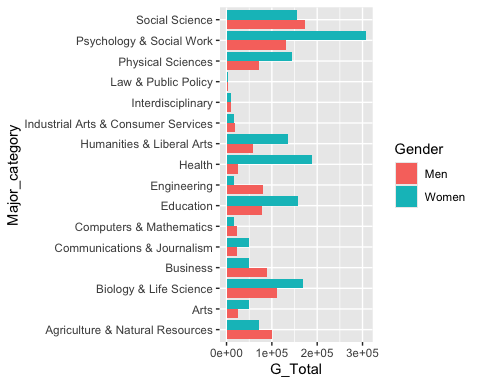 Social Science
Psychology & Social Work
Physical Sciences
Law & Public Policy
Interdisciplinary
Industrial Arts & Consumer Services
Humanities & Liberal Arts
Health
Engineering
Education
Computers & Mathematics
Communications & Journalism
Business
Biology & Life Science
Arts
Agriculture & Natural Resources
Major_category
0e+00 1e+05 2e+05 3e+05
G_Total
Gender
Men
Women